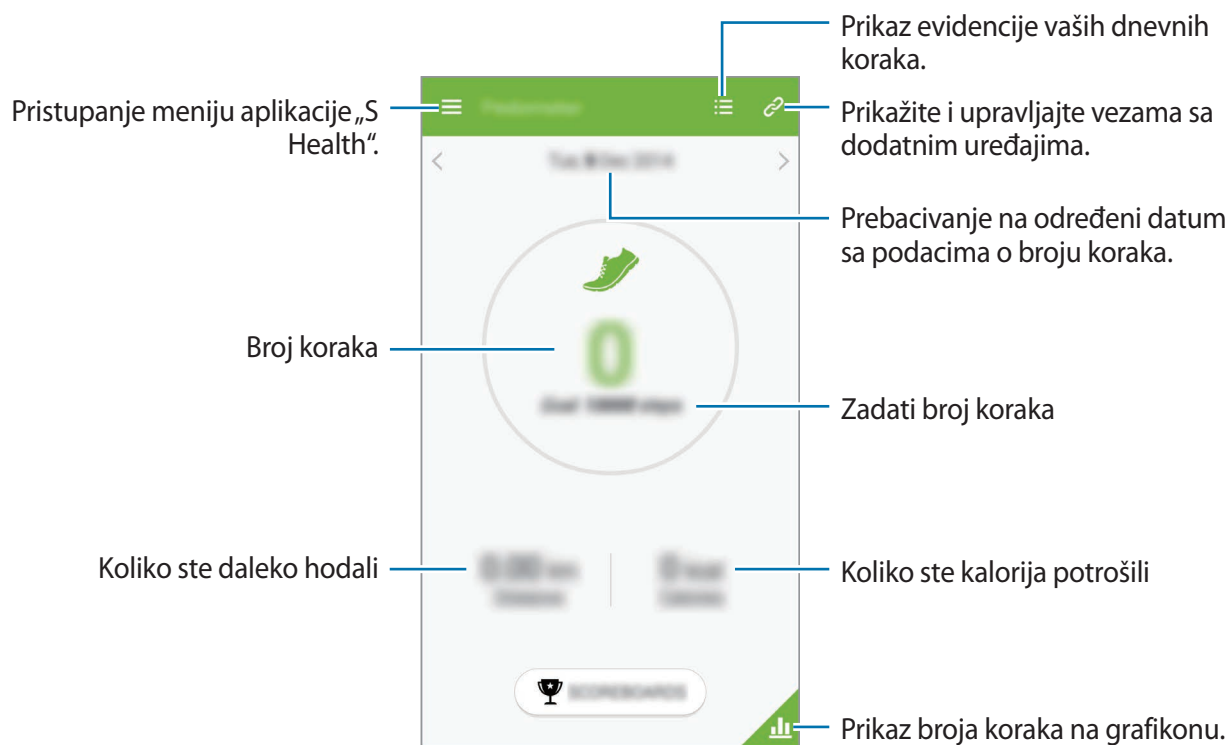 Prikaz evidencije vaših dnevnih
koraka.
Pristupanje meniju aplikacije „S
Health“.
Prikažite i upravljajte vezama sa
dodatnim uređajima.
Prebacivanje na određeni datum
sa podacima o broju koraka.
Broj koraka
Zadati broj koraka
Koliko ste daleko hodali
Koliko ste kalorija potrošili
SCOREBOARDS
Prikaz broja koraka na grafikonu.